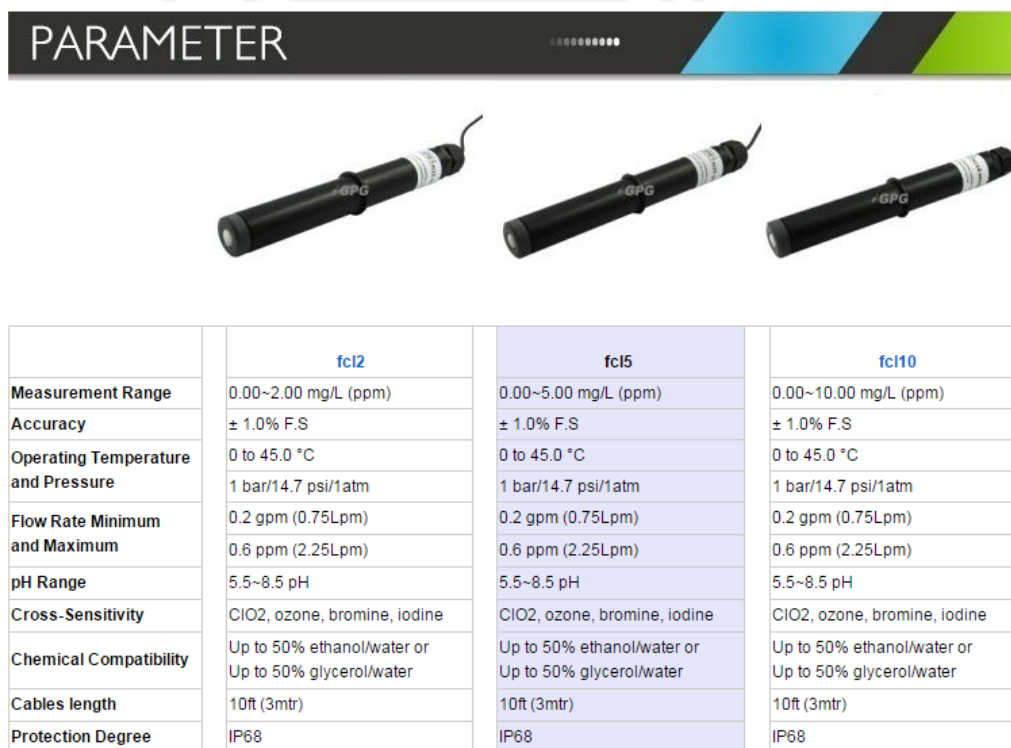 PARAMETER
GPG
GPG
GPG
fcl2 fcl5 fcl10
Measurement Range 0.00~2.00 mg/L (ppm) 0.00~5.00 mg/L (ppm) 0.00~10.00 mg/L (ppm)
Accuracy ± 1.0% F.S ± 1.0% F.S ± 1.0% F.S
Operating Temperature 0 to 45.0 °C 0 to 45.0 °C 0 to 45.0 °C
and Pressure 1 bar/14.7 psi/1atm 1 bar/14.7 psi/1atm 1 bar/14.7 psi/1atm
Flow Rate Minimum 0.2 gpm (0.75Lpm) 0.2 gpm (0.75Lpm) 0.2 gpm (0.75Lpm)
and Maximum 0.6 ppm (2.25Lpm) 0.6 ppm (2.25Lpm) 0.6 ppm (2.25Lpm)
pH Range 5.5~8.5 pH 5.5~8.5 pH 5.5~8.5 pH
Cross-Sensitivity ClO2, ozone, bromine, iodine ClO2, ozone, bromine, iodine ClO2, ozone, bromine, iodine
Chemical Compatibility Up to 50% ethanol/water or Up to 50% ethanol/water or Up to 50% ethanol/water or
Up to 50% glycerol/water Up to 50% glycerol/water Up to 50% glycerol/water
Cables length 10ft (3mtr) 10ft (3mtr) 10ft (3mtr)
Protection Degree IP68 IP68 IP68